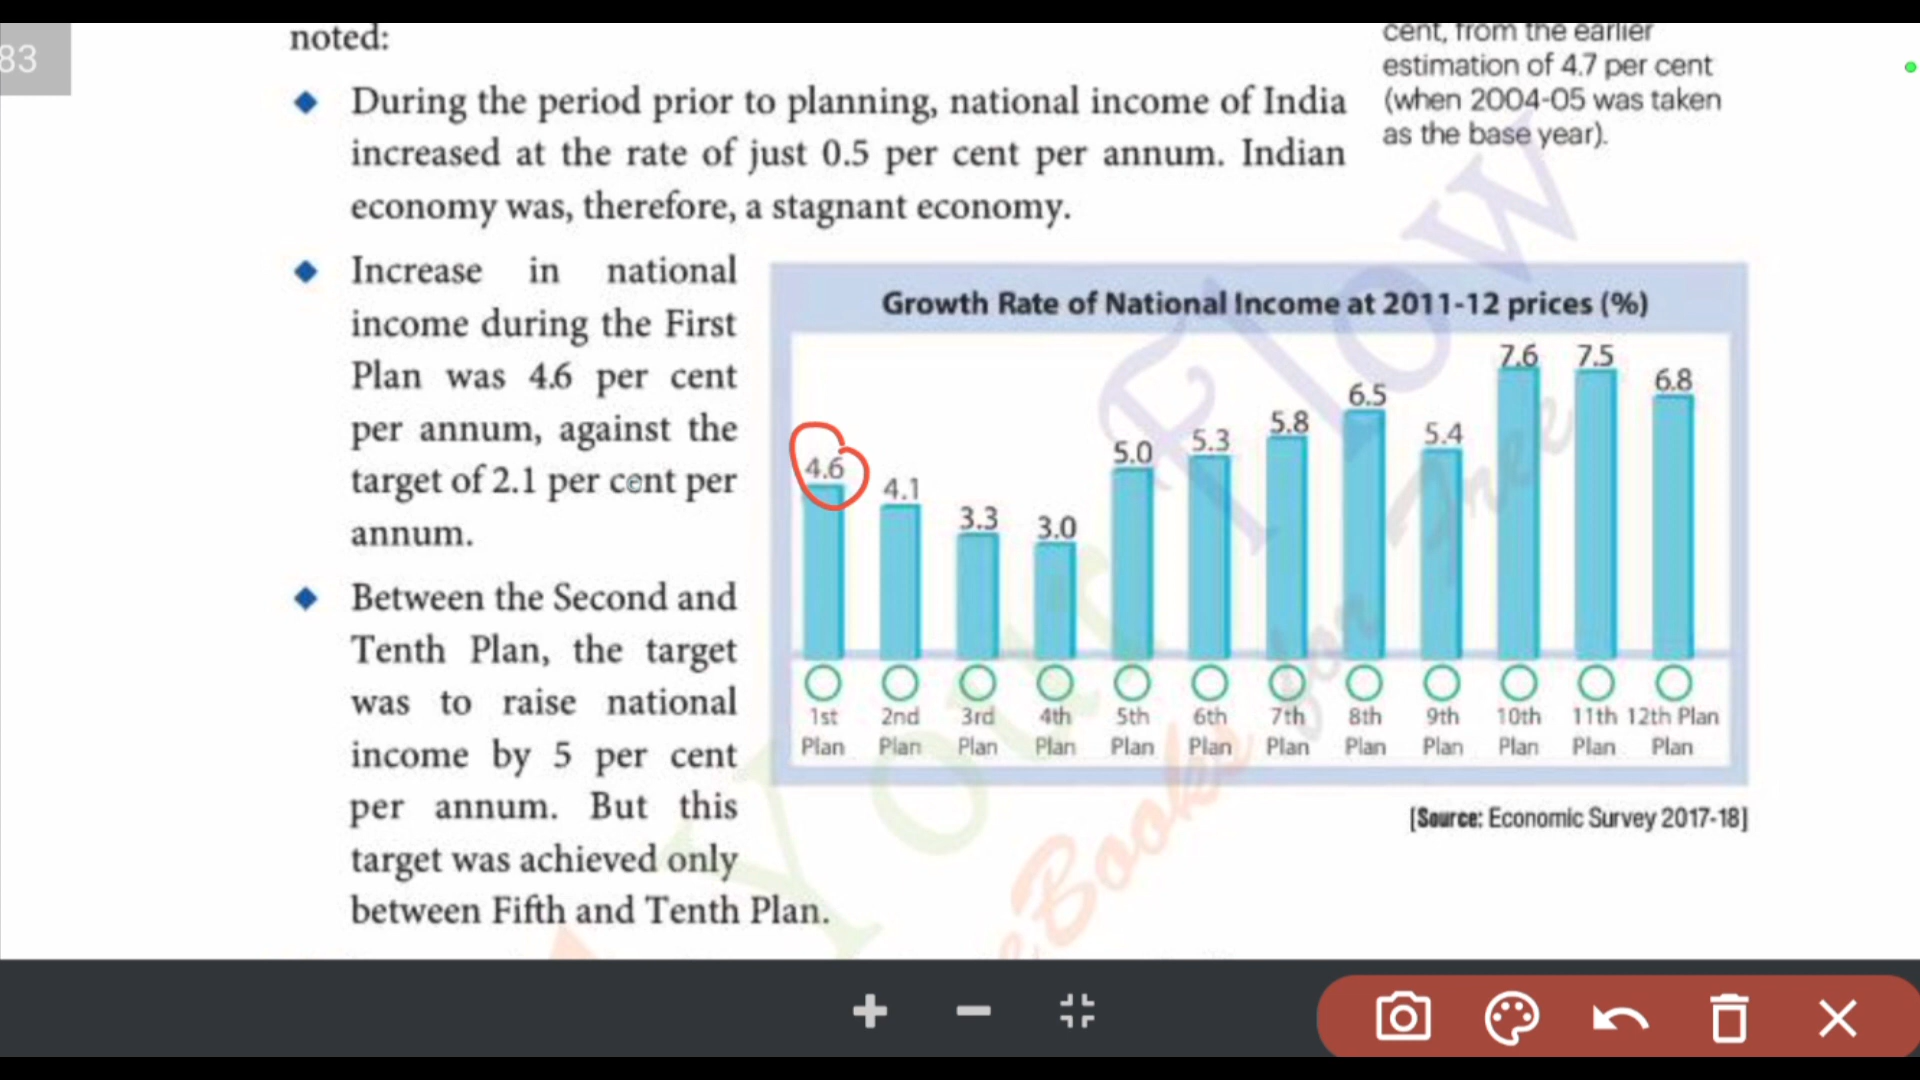 83
noted:
cent, from the earlier
estimation of 4.7 per cent
(when 2004-05 was taken
as the base year).
During the period prior to planning, national income of India
increased at the rate of just 0.5 per cent per annum. Indian
economy was, therefore, a stagnant economy.
Increase in national
income during the First
Plan was 4.6 per cent
per annum, against the
target of 2.1 per cent per
annum.
Between the Second and
Tenth Plan, the target
was to raise national
income by 5 per cent
per annum. But this
target was achieved only
between Fifth and Tenth Plan.
Growth Rate of National Income at 2011-12 prices (%)
4.6 4.1 3.3 3.0 5.0 5.3 5.8 6.5 5.4 7.6 7.5 6.8
1st 2nd 3rd 4th 5th 6th 7th 8th 9th 10th 11th 12th Plan
Plan Plan Plan Plan Plan Plan Plan Plan Plan Plan Plan Plan
[Source: Economic Survey 2017-18]
Your Flow
eBooks for Free